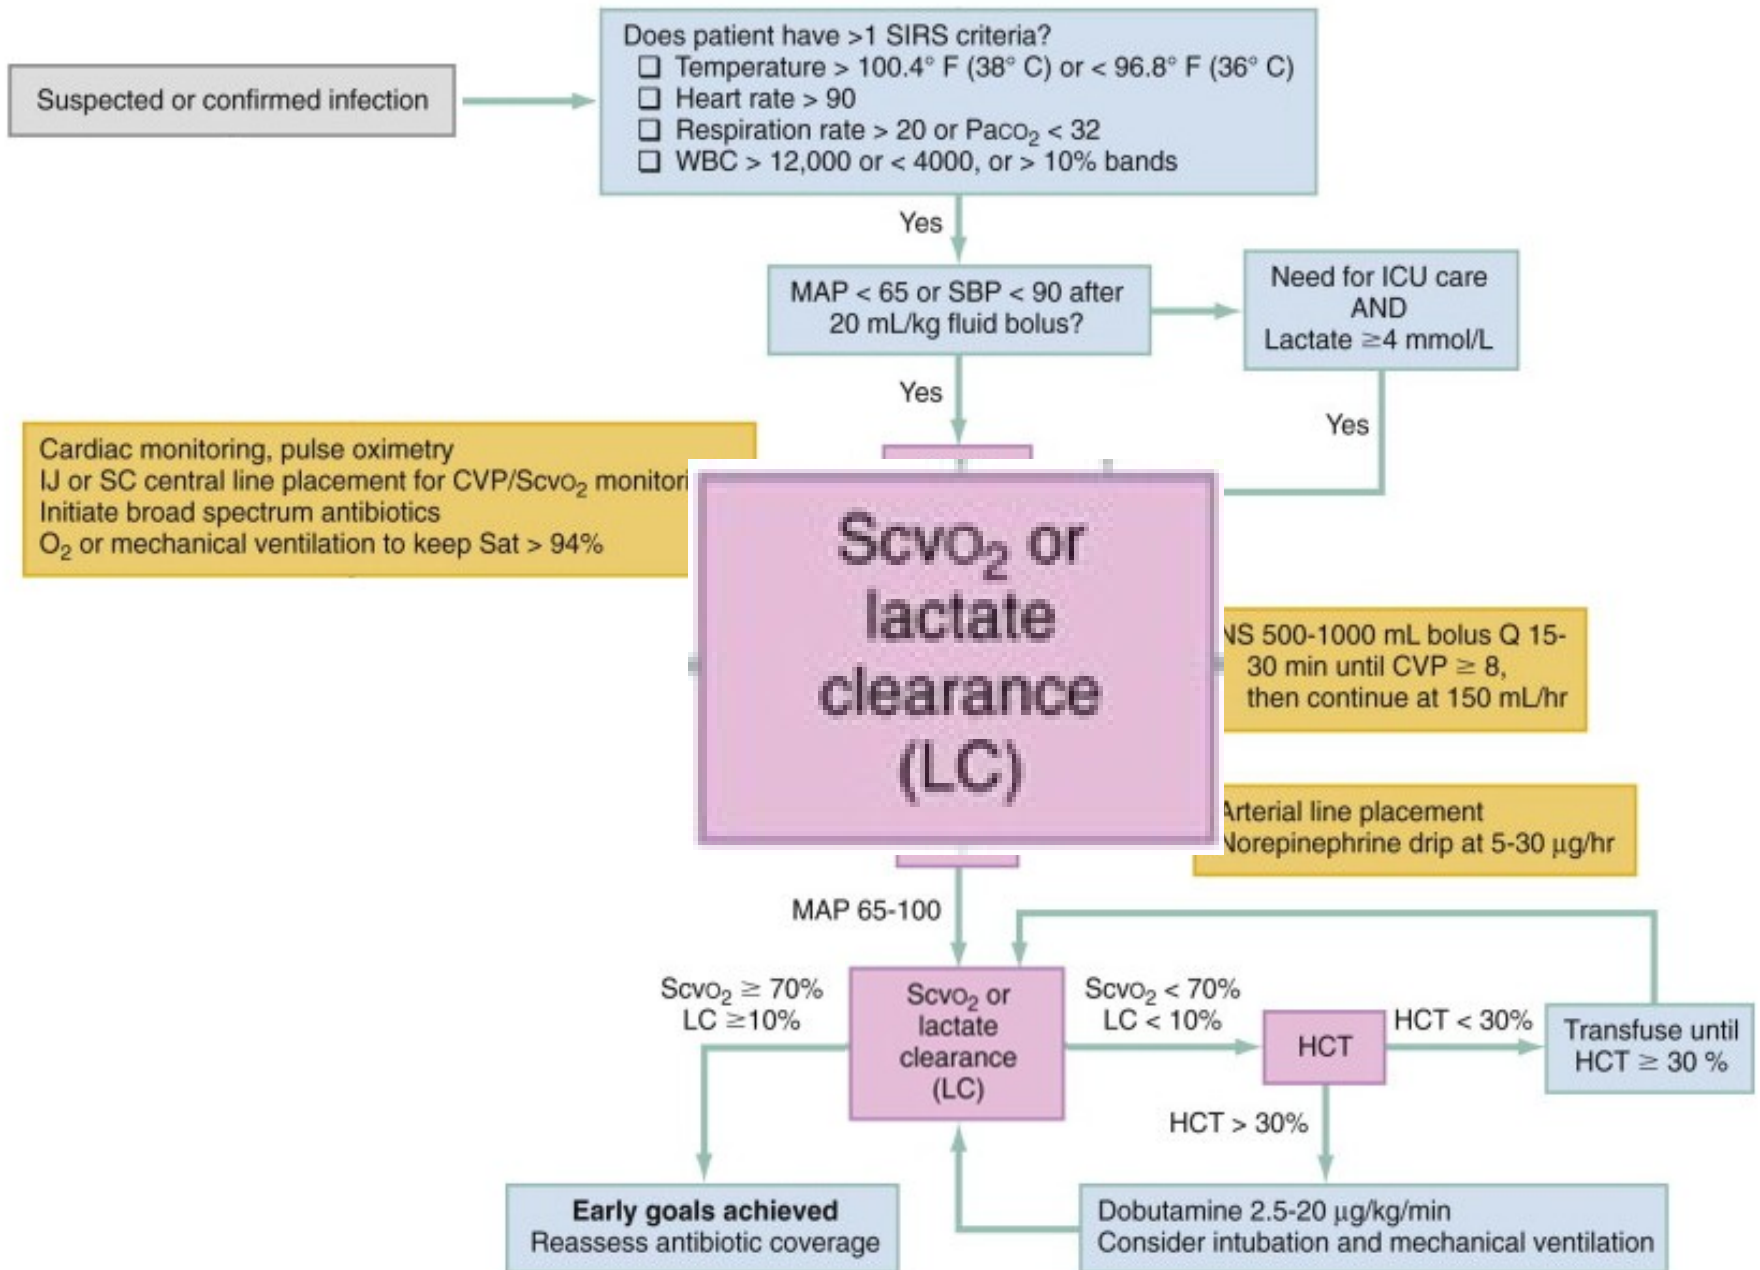 Does patient have >1 SIRS criteria?
❑ Temperature > 100.4° F (38° C) or < 96.8° F (36° C)
❑ Heart rate > 90
❑ Respiration rate > 20 or PaCO₂ < 32
❑ WBC > 12,000 or < 4000, or > 10% bands
Suspected or confirmed infection
Yes
MAP < 65 or SBP < 90 after
20 mL/kg fluid bolus?
Need for ICU care
AND
Lactate ≥4 mmol/L
Yes
Yes
Cardiac monitoring, pulse oximetry
IJ or SC central line placement for CVP/ScvO₂ monitori
Initiate broad spectrum antibiotics
O₂ or mechanical ventilation to keep Sat > 94%
ScvO₂ or
lactate
clearance
(LC)
NS 500-1000 mL bolus Q 15-
30 min until CVP ≥ 8,
then continue at 150 mL/hr
Arterial line placement
Norepinephrine drip at 5-30 μg/hr
MAP 65-100
ScvO₂ ≥ 70%
LC ≥10%
ScvO₂ or
lactate
clearance
(LC)
ScvO₂ < 70%
LC < 10%
HCT
HCT < 30%
Transfuse until
HCT ≥ 30 %
HCT > 30%
Early goals achieved
Reassess antibiotic coverage
Dobutamine 2.5-20 μg/kg/min
Consider intubation and mechanical ventilation